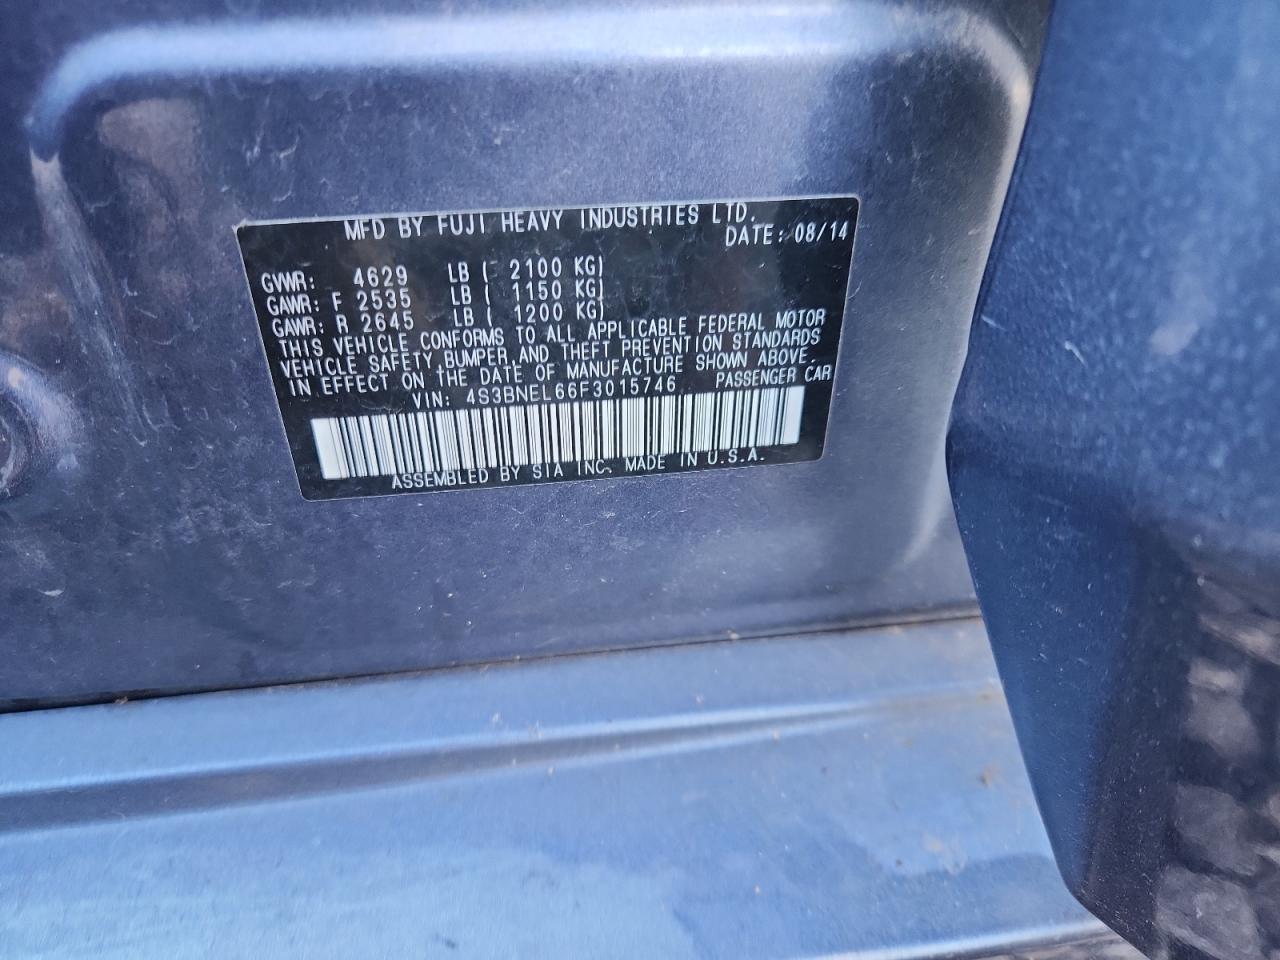 MFD BY FUJI HEAVY INDUSTRIES LTD.
DATE: 08/14
GVWR: 4629 LB ( 2100 KG)
GAWR: F 2535 LB ( 1150 KG)
GAWR: R 2645 LB ( 1200 KG)
THIS VEHICLE CONFORMS TO ALL APPLICABLE FEDERAL MOTOR
VEHICLE SAFETY, BUMPER, AND THEFT PREVENTION STANDARDS
IN EFFECT ON THE DATE OF MANUFACTURE SHOWN ABOVE.
VIN: 4S3BNEL66F3015746 PASSENGER CAR
ASSEMBLED BY SIA INC. MADE IN U.S.A.